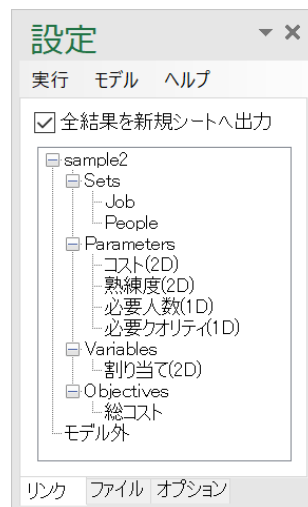 設定
実行 モデル ヘルプ
全結果を新規シートへ出力
sample2
Sets
Job
People
Parameters
コスト(2D)
熟練度(2D)
必要人数(1D)
必要クオリティ(1D)
Variables
割り当て(2D)
Objectives
総コスト
モデル外
リンク ファイル オプション